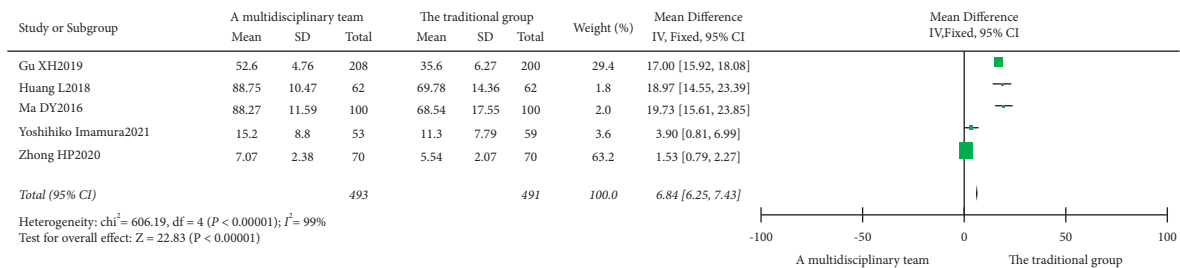 A multidisciplinary team The traditional group Mean Difference Mean Difference
Study or Subgroup Mean SD Total Mean SD Total Weight (%) IV, Fixed, 95% CI IV,Fixed, 95% CI
Gu XH2019 52.6 4.76 208 35.6 6.27 200 29.4 17.00 [15.92, 18.08]
Huang L2018 88.75 10.47 62 69.78 14.36 62 1.8 18.97 [14.55, 23.39]
Ma DY2016 88.27 11.59 100 68.54 17.55 100 2.0 19.73 [15.61, 23.85]
Yoshihiko Imamura2021 15.2 8.8 53 11.3 7.79 59 3.6 3.90 [0.81, 6.99]
Zhong HP2020 7.07 2.38 70 5.54 2.07 70 63.2 1.53 [0.79, 2.27]
Total (95% CI) 493 491 100.0 6.84 [6.25, 7.43]
Heterogeneity: chi²= 606.19, df = 4 (P < 0.00001); I²= 99%
Test for overall effect: Z = 22.83 (P < 0.00001)
-100 -50 0 50 100
A multidisciplinary team The traditional group